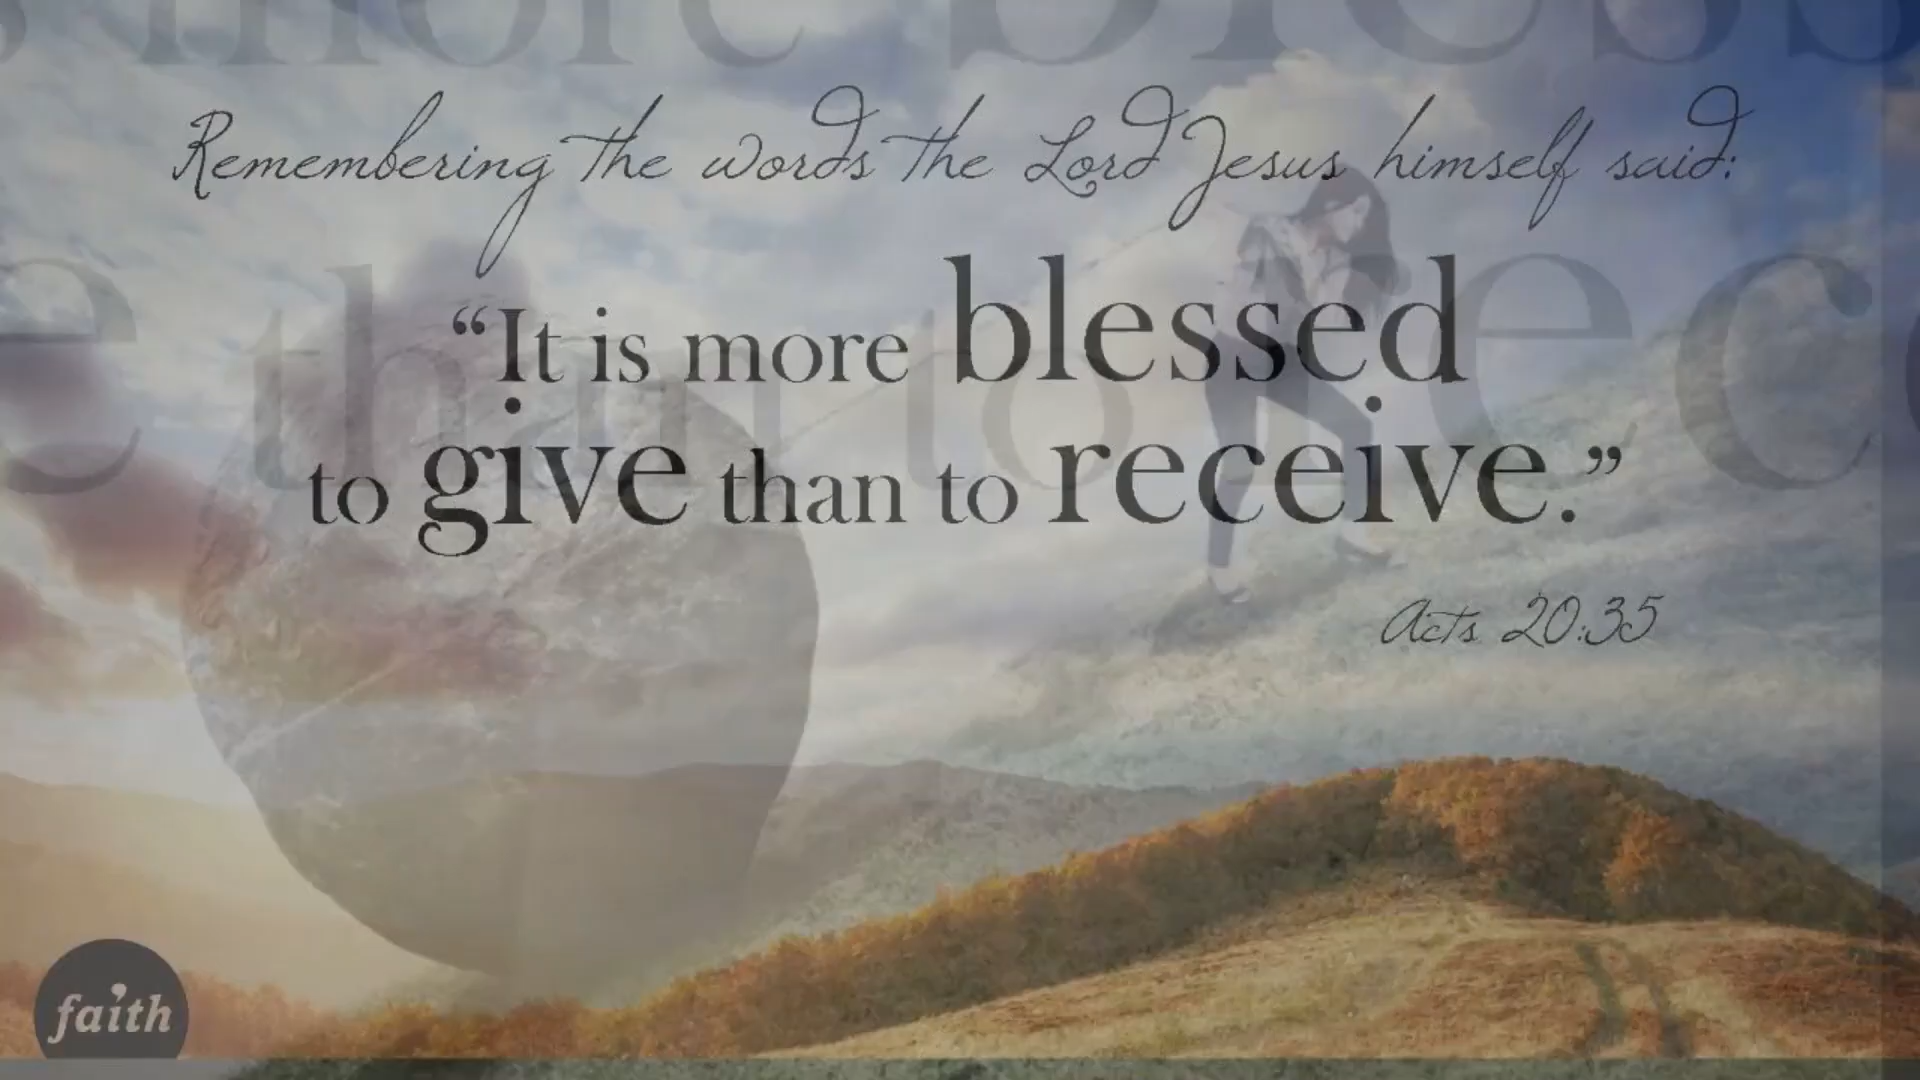 Remembering the words the Lord Jesus himself said:
“It is more blessed
to give than to receive.”
Acts 20:35
faith